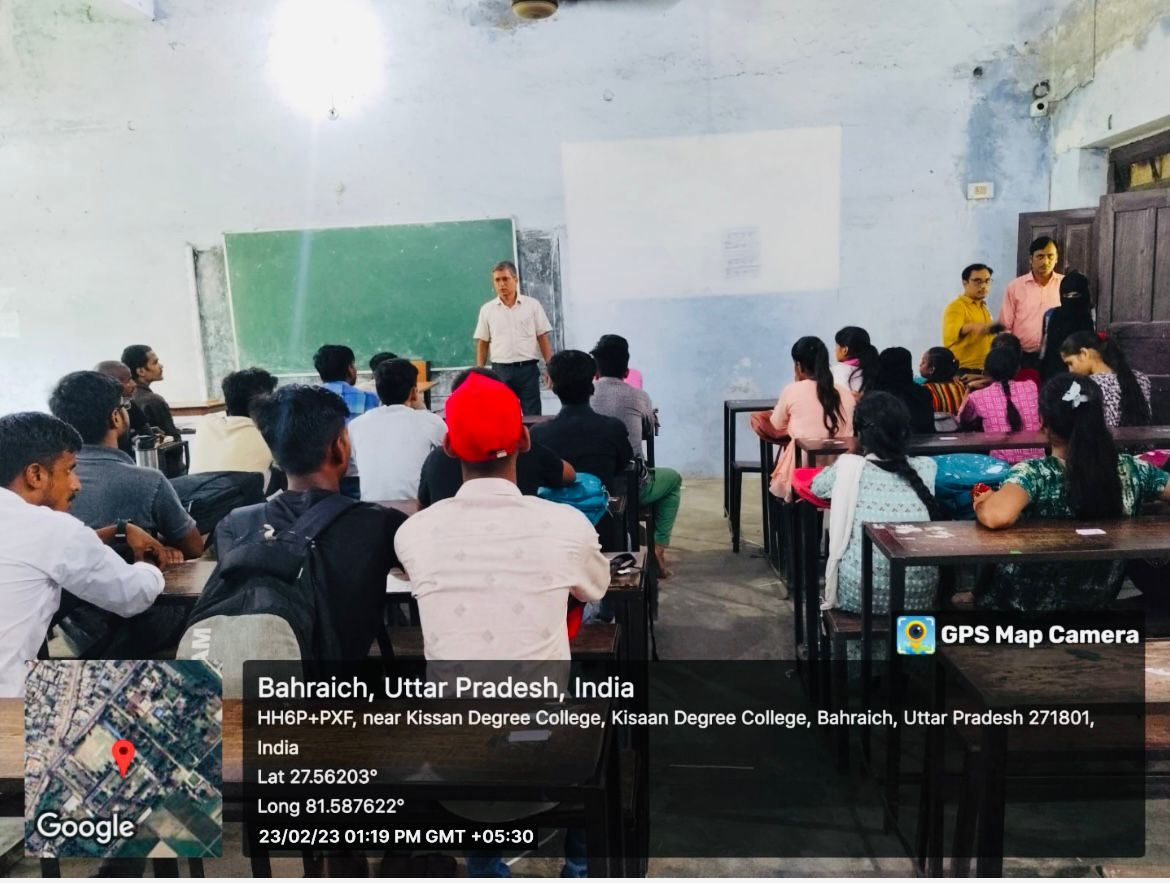 GPS Map Camera
Bahraich, Uttar Pradesh, India
HH6P+PXF, near Kissan Degree College, Kisaan Degree College, Bahraich, Uttar Pradesh 271801,
India
Lat 27.56203°
Long 81.587622°
23/02/23 01:19 PM GMT +05:30
Google